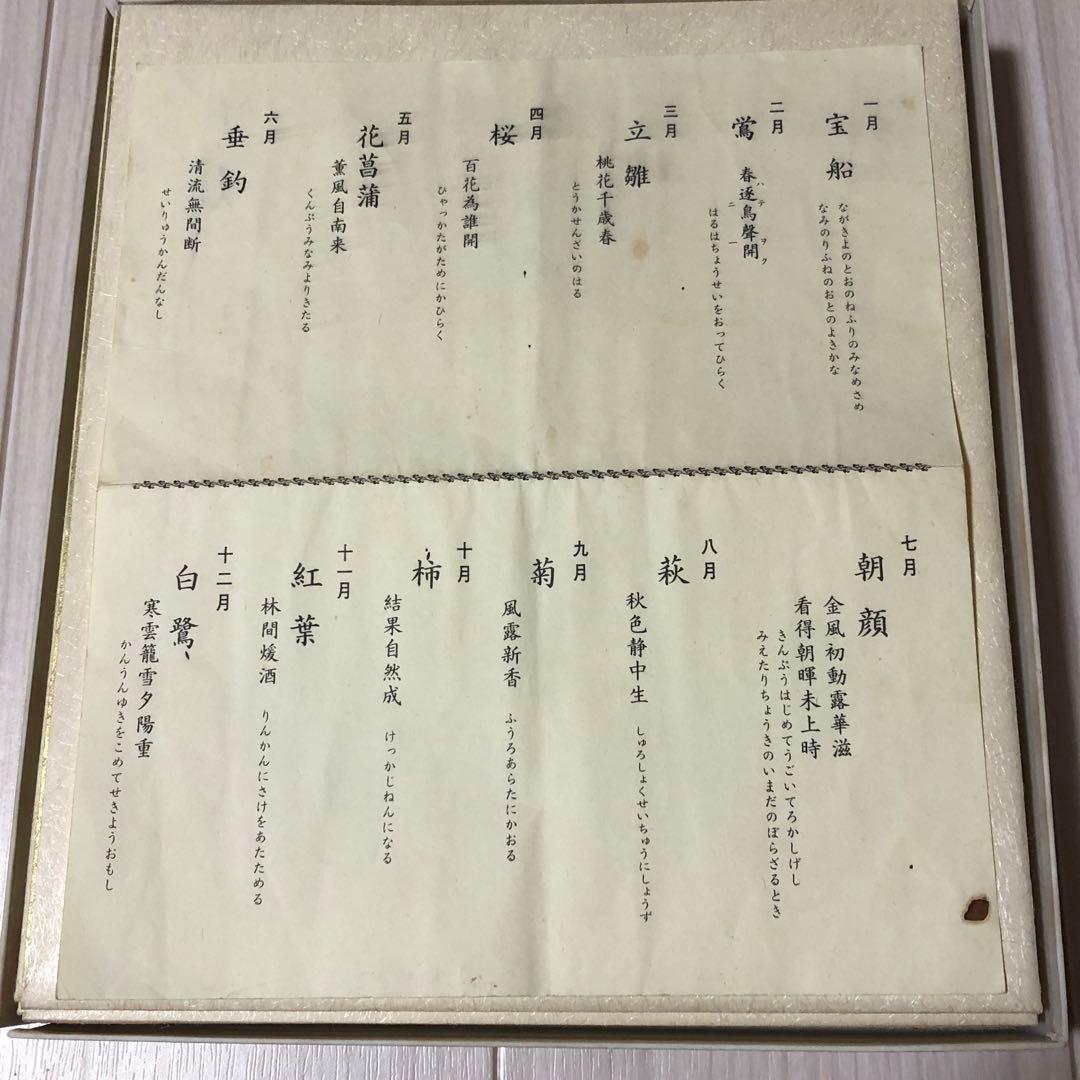 一月
宝船
ながきよのとおのねふりのみなめさめ
なみのりふねのおとのよきかな
二月
鴬
春逐鳥聲開
ハ テ ヲ ク
ニ 一
はるはちょうせいをおってひらく
三月
立雛
桃花千歳春
とうかせんざいのはる
四月
桜
百花為誰開
ひゃっかたがためにかひらく
五月
花菖蒲
薫風自南来
くんぷうみなみよりきたる
六月
垂釣
清流無間断
せいりゅうかんだんなし
七月
朝顔
金風初動露華滋
看得朝暉未上時
きんぷうはじめてうごいてろかしげし
みえたりちょうきのいまだのぼらざるとき
八月
萩
秋色静中生
しゅろしょくせいちゅうにしょうず
九月
菊
風露新香
ふうろあらたにかおる
十月
柿
結果自然成
けっかじねんになる
十一月
紅葉
林間煖酒
りんかんにさけをあたためる
十二月
白鷺
寒雲籠雪夕陽重
かんうんゆきをこめてせきようおもし